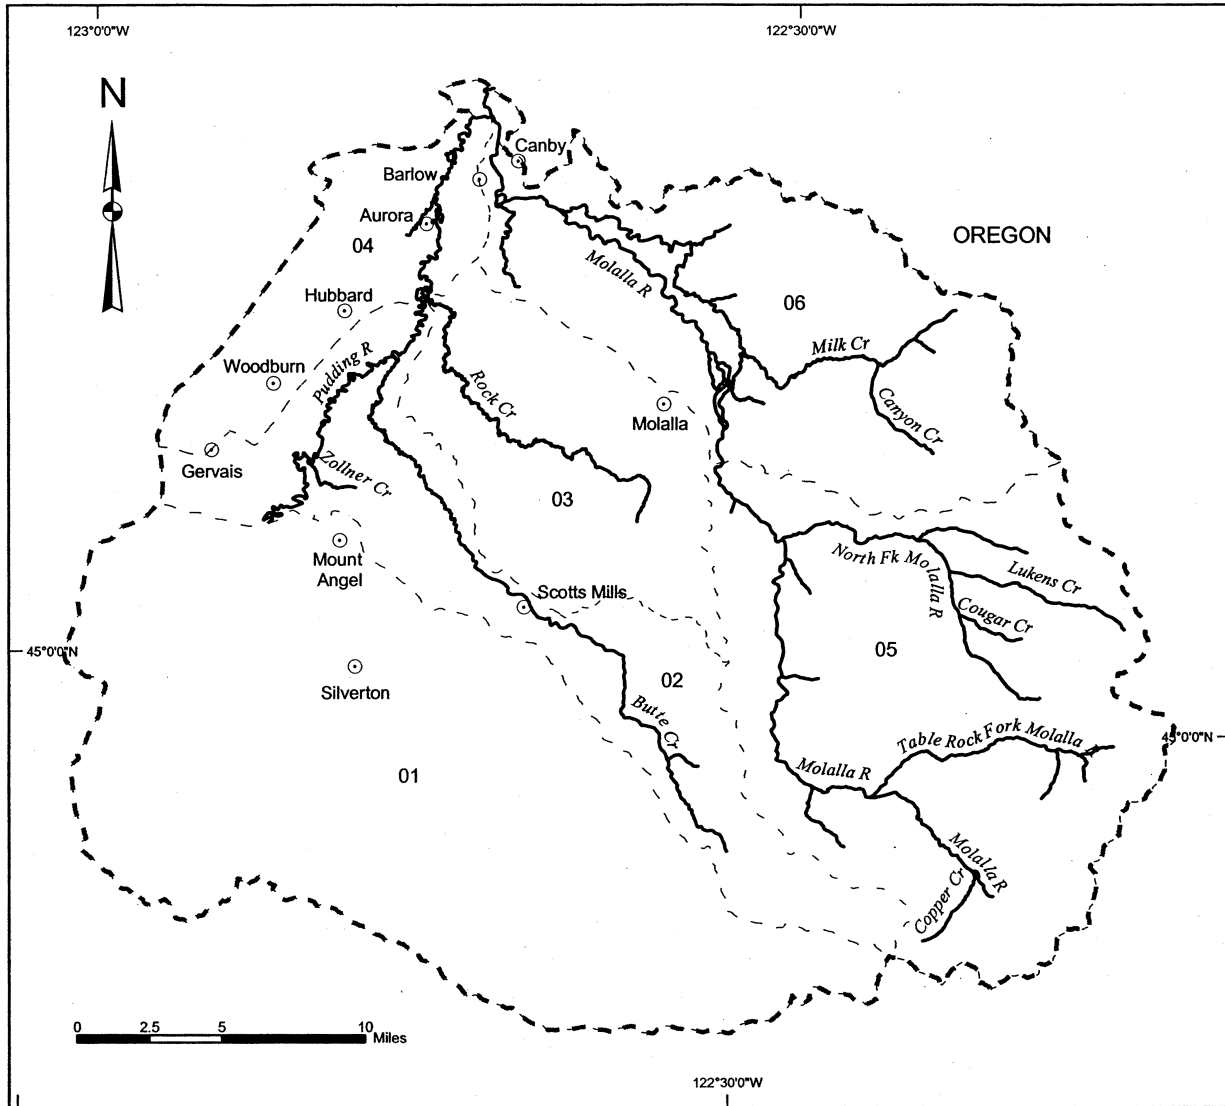 123°0'0"W
122°30'0"W
N
Canby
Barlow
Aurora
04
OREGON
Molalla R
06
Hubbard
Milk Cr
Pudding R
Woodburn
Rock Cr
Canyon Cr
Molalla
Gervais
Zollner Cr
03
Mount
Angel
North Fk Molalla R
Lukens Cr
Scotts Mills
Cougar Cr
45°0'0"N
05
Silverton
02
Butte Cr
Table Rock Fork Molalla R
45°0'0"N
01
Molalla R
Molalla R
Copper Cr
0 2.5 5 10
Miles
122°30'0"W